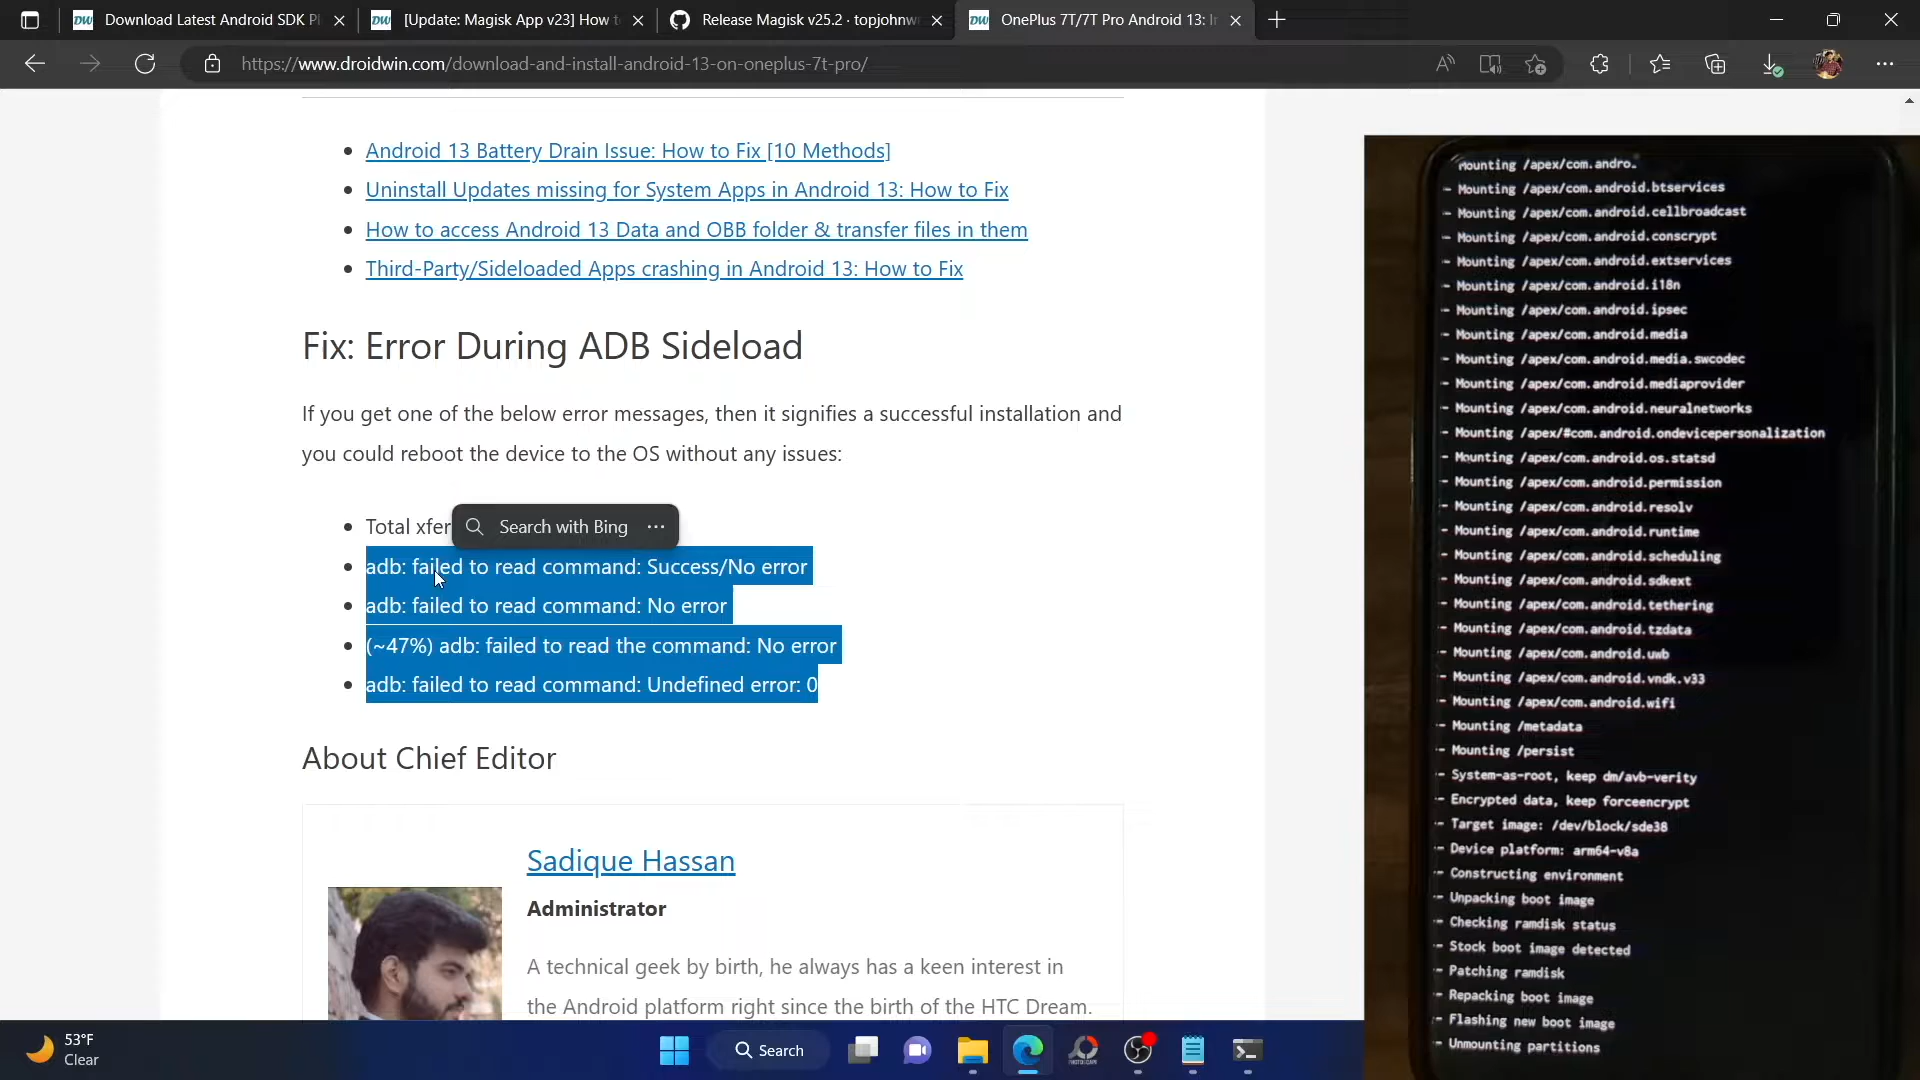 Download Latest Android SDK Pl
[Update: Magisk App v23] How to
Release Magisk v25.2 · topjohnw
OnePlus 7T/7T Pro Android 13: In
https://www.droidwin.com/download-and-install-android-13-on-oneplus-7t-pro/
Android 13 Battery Drain Issue: How to Fix [10 Methods]
Uninstall Updates missing for System Apps in Android 13: How to Fix
How to access Android 13 Data and OBB folder & transfer files in them
Third-Party/Sideloaded Apps crashing in Android 13: How to Fix
Fix: Error During ADB Sideload
If you get one of the below error messages, then it signifies a successful installation and
you could reboot the device to the OS without any issues:
Total xfer
Search with Bing
adb: failed to read command: Success/No error
adb: failed to read command: No error
(~47%) adb: failed to read the command: No error
adb: failed to read command: Undefined error: 0
About Chief Editor
Sadique Hassan
Administrator
A technical geek by birth, he always has a keen interest in
the Android platform right since the birth of the HTC Dream.
Mounting /apex/com.andro
- Mounting /apex/com.android.btservices
- Mounting /apex/com.android.cellbroadcast
- Mounting /apex/com.android.conscrypt
- Mounting /apex/com.android.extservices
- Mounting /apex/com.android.i18n
- Mounting /apex/com.android.ipsec
- Mounting /apex/com.android.media
- Mounting /apex/com.android.media.swcodec
- Mounting /apex/com.android.mediaprovider
- Mounting /apex/com.android.neuralnetworks
- Mounting /apex/#com.android.ondevicepersonalization
- Mounting /apex/com.android.os.statsd
- Mounting /apex/com.android.permission
- Mounting /apex/com.android.resolv
- Mounting /apex/com.android.runtime
- Mounting /apex/com.android.scheduling
- Mounting /apex/com.android.sdkext
- Mounting /apex/com.android.tethering
- Mounting /apex/com.android.tzdata
- Mounting /apex/com.android.uwb
- Mounting /apex/com.android.vndk.v33
- Mounting /apex/com.android.wifi
- Mounting /metadata
- Mounting /persist
- System-as-root, keep dm/avb-verity
- Encrypted data, keep forceencrypt
- Target image: /dev/block/sde38
- Device platform: arm64-v8a
- Constructing environment
- Unpacking boot image
- Checking ramdisk status
- Stock boot image detected
- Patching ramdisk
- Repacking boot image
- Flashing new boot image
- Unmounting partitions
53°F
Clear
Search